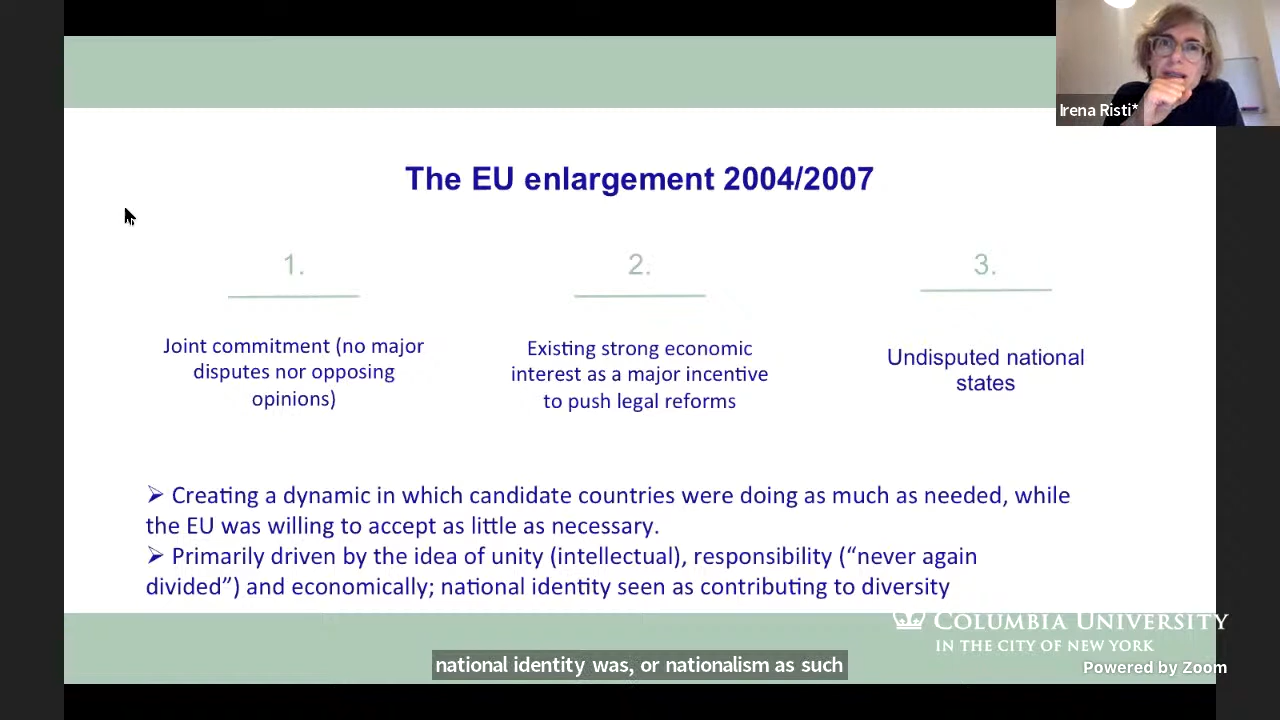 Irena Risti*
The EU enlargement 2004/2007
1.
Joint commitment (no major
disputes nor opposing
opinions)
2.
Existing strong economic
interest as a major incentive
to push legal reforms
3.
Undisputed national
states
➢ Creating a dynamic in which candidate countries were doing as much as needed, while
the EU was willing to accept as little as necessary.
➢ Primarily driven by the idea of unity (intellectual), responsibility (“never again
divided”) and economically; national identity seen as contributing to diversity
COLUMBIA UNIVERSITY
IN THE CITY OF NEW YORK
national identity was, or nationalism as such
Powered by Zoom